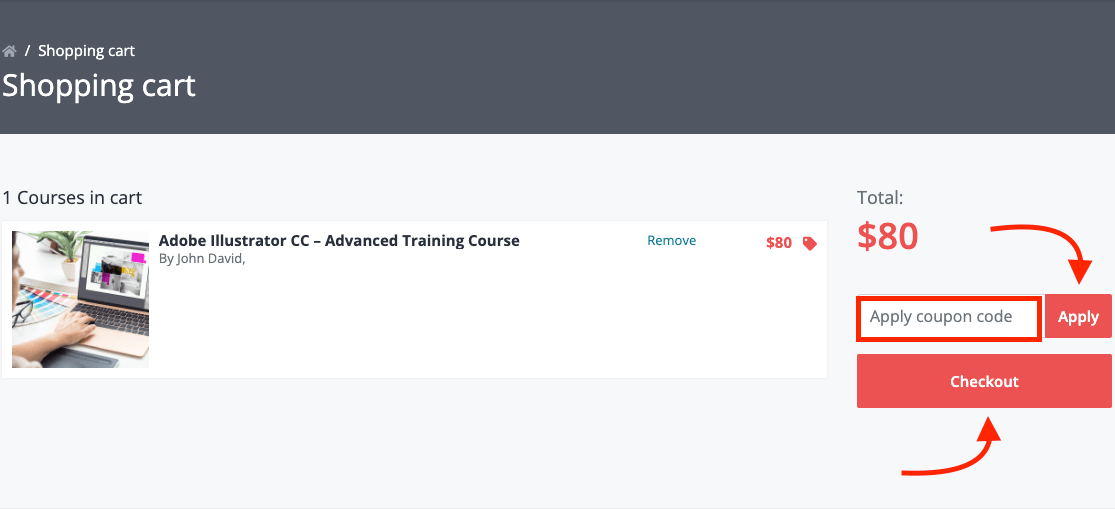 / Shopping cart
Shopping cart
1 Courses in cart
Adobe Illustrator CC – Advanced Training Course
By John David,
Remove
$80
Total:
$80
Apply coupon code
Apply
Checkout